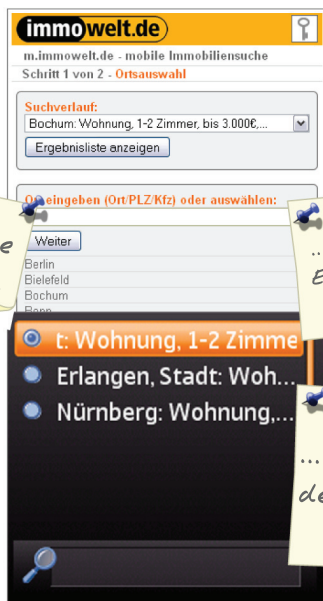 immowelt.de
m.immowelt.de - mobile Immobiliensuche
Schritt 1 von 2 - Ortsauswahl
Suchverlauf:
Bochum: Wohnung, 1-2 Zimmer, bis 3.000€,...
Ergebnisliste anzeigen
eingeben (Ort/PLZ/Kfz) oder auswählen:
Weiter
Berlin
Bielefeld
Bochum
Bonn
t: Wohnung, 1-2 Zimme
Erlangen, Stadt: Woh...
Nürnberg: Wohnung,...